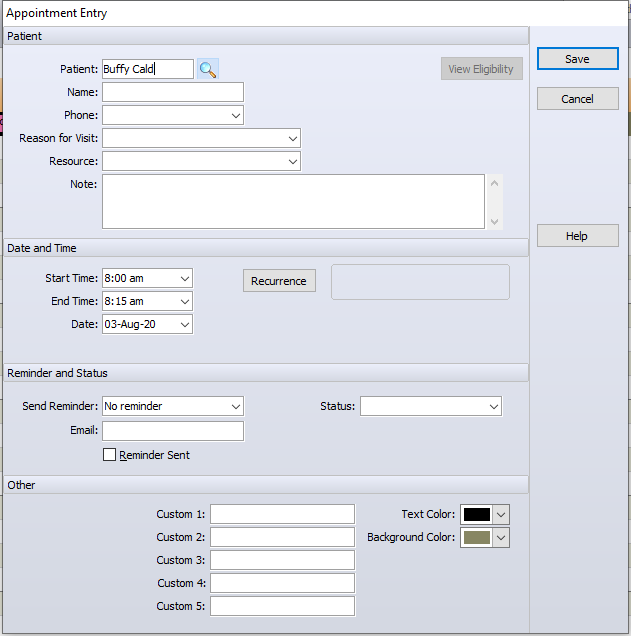 Appointment Entry
Patient
Patient: Buffy Cald
View Eligibility
Save
Name:
Cancel
Phone:
Reason for Visit:
Resource:
Note:
Help
Date and Time
Start Time: 8:00 am
Recurrence
End Time: 8:15 am
Date: 03-Aug-20
Reminder and Status
Send Reminder: No reminder
Status:
Email:
Reminder Sent
Other
Custom 1:
Text Color:
Custom 2:
Background Color:
Custom 3:
Custom 4:
Custom 5: